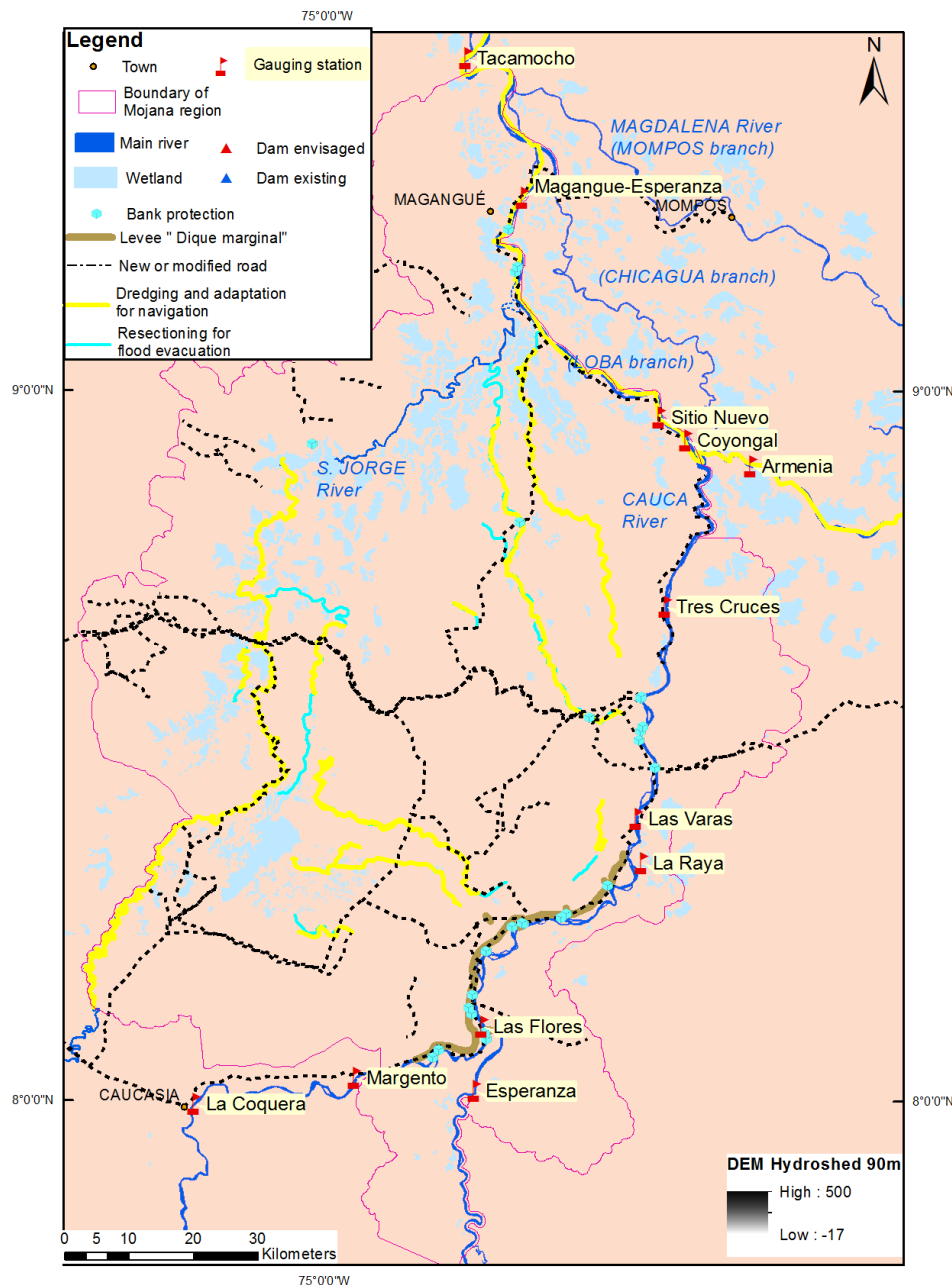 75°0'0"W
Legend
Town
Gauging station
Boundary of
Mojana region
Main river
Dam envisaged
Wetland
Dam existing
Bank protection
Levee " Dique marginal"
New or modified road
Dredging and adaptation
for navigation
Resectioning for
flood evacuation
N
Tacamocho
MAGDALENA River
(MOMPOS branch)
Magangue-Esperanza
MAGANGUÉ
MOMPOS
(CHICAGUA branch)
(LOBA branch)
9°0'0"N
9°0'0"N
Sitio Nuevo
Coyongal
Armenia
S. JORGE
River
CAUCA
River
Tres Cruces
Las Varas
La Raya
Las Flores
Margento
Esperanza
CAUCASIA
La Coquera
8°0'0"N
8°0'0"N
DEM Hydroshed 90m
High : 500
Low : -17
0 5 10 20 30
Kilometers
75°0'0"W